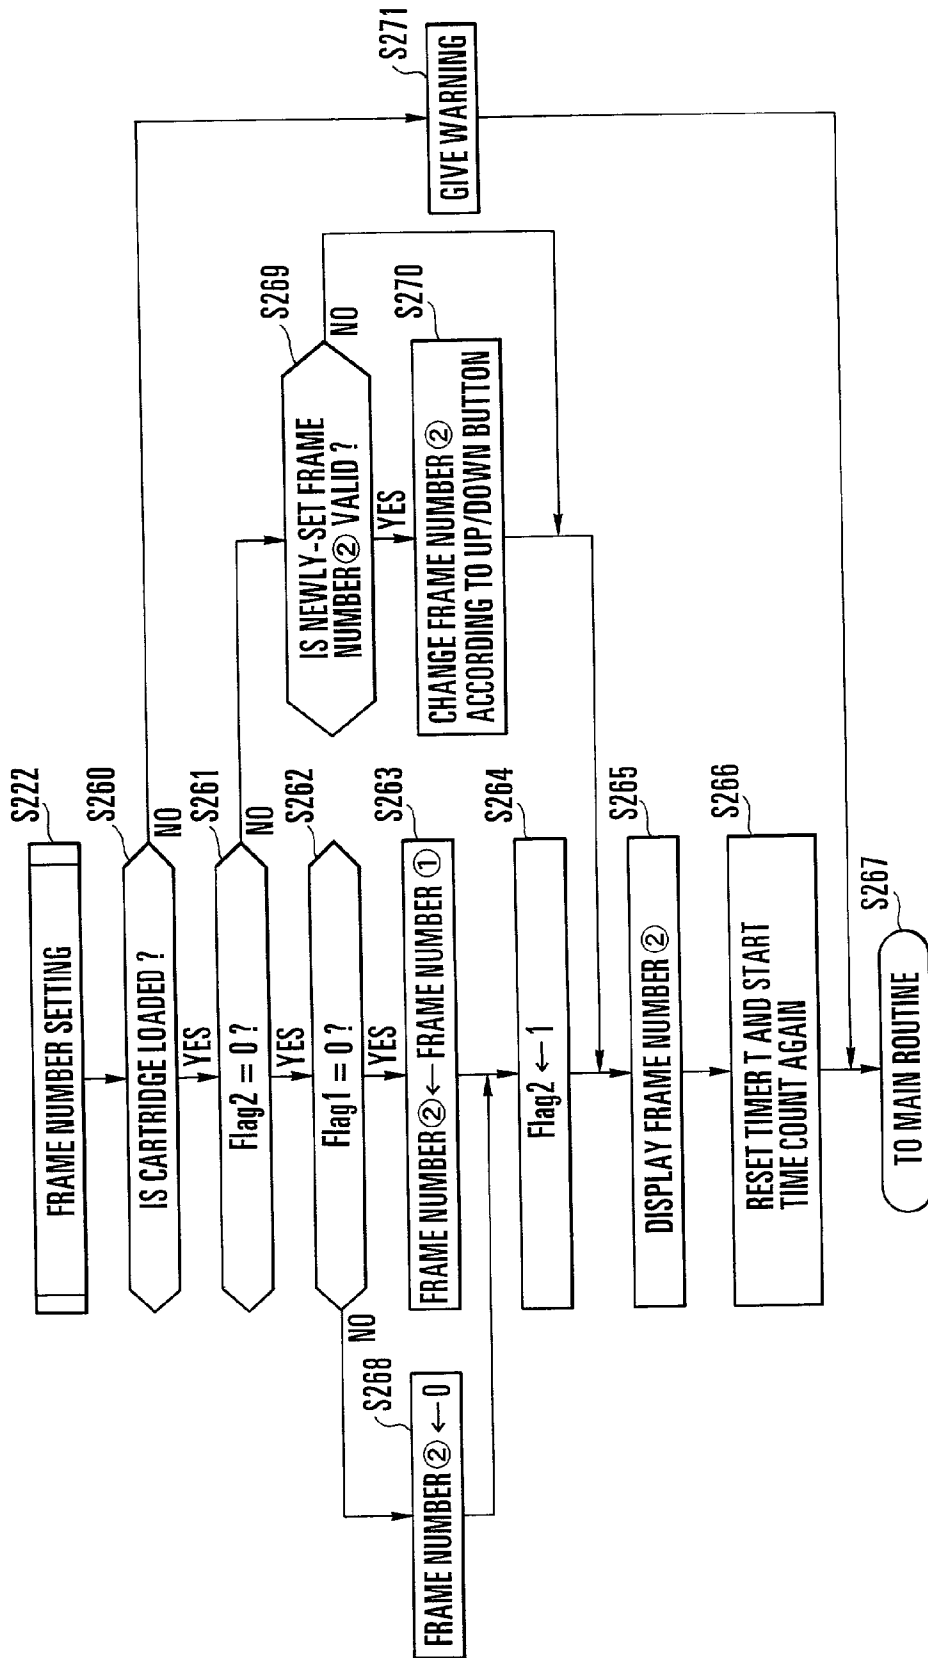 FRAME NUMBER SETTING
S222
IS CARTRIDGE LOADED ?
S260
NO
YES
Flag2 = 0 ?
S261
NO
YES
Flag1 = 0 ?
S262
NO
YES
FRAME NUMBER ② ← FRAME NUMBER ①
S263
FRAME NUMBER ② ← 0
S268
Flag2 ← 1
S264
IS NEWLY-SET FRAME
NUMBER ② VALID ?
S269
NO
YES
CHANGE FRAME NUMBER ②
ACCORDING TO UP/DOWN BUTTON
S270
GIVE WARNING
S271
DISPLAY FRAME NUMBER ②
S265
RESET TIMER T AND START
TIME COUNT AGAIN
S266
TO MAIN ROUTINE
S267